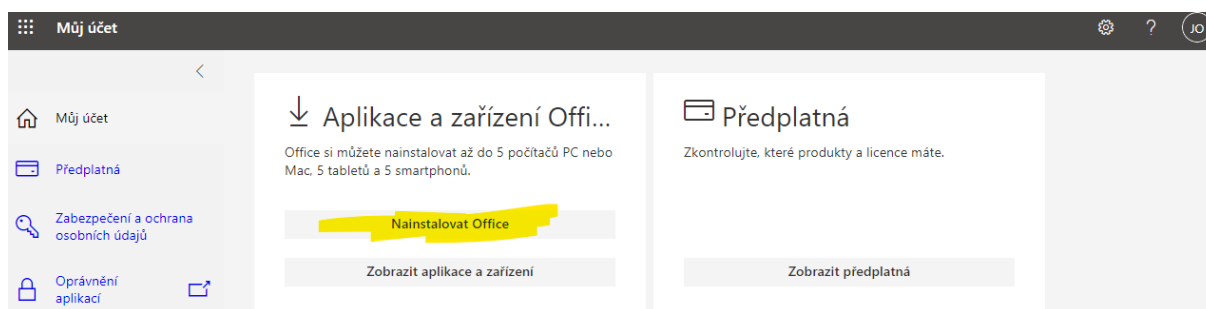 Můj účet
?
JO
Můj účet
Předplatná
Zabezpečení a ochrana
osobních údajů
Oprávnění
aplikací
Aplikace a zařízení Offi...
Office si můžete nainstalovat až do 5 počítačů PC nebo
Mac, 5 tabletů a 5 smartphonů.
Nainstalovat Office
Zobrazit aplikace a zařízení
Předplatná
Zkontrolujte, které produkty a licence máte.
Zobrazit předplatná